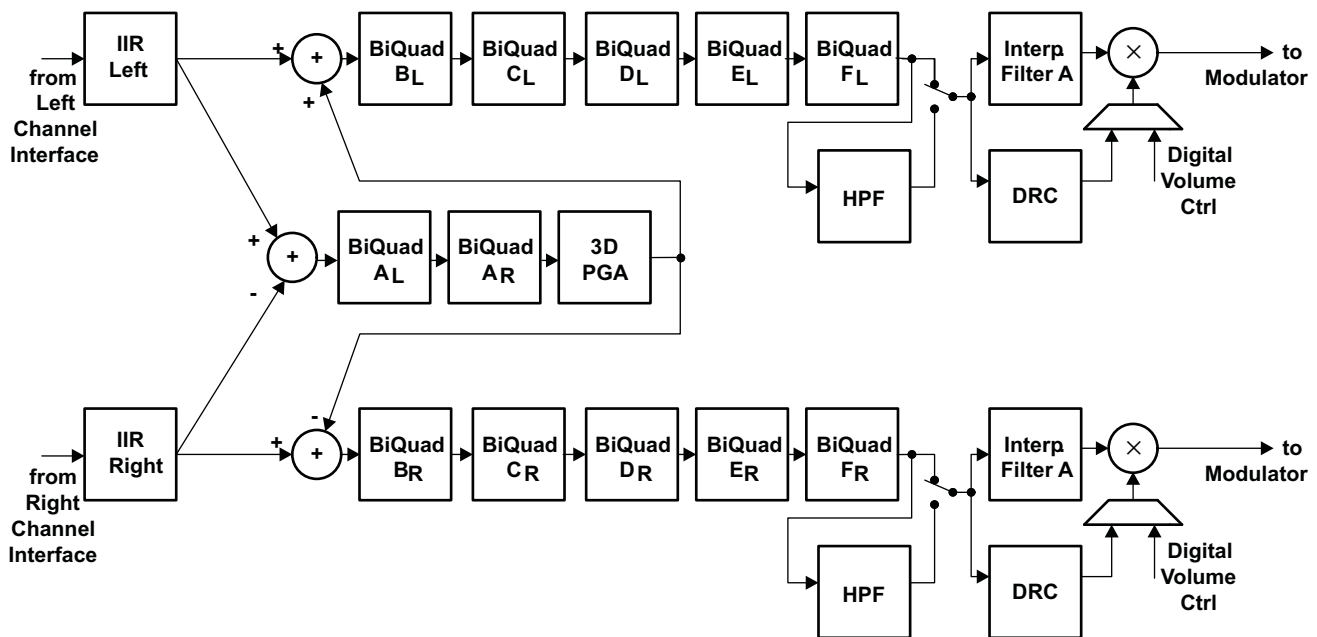 IIR
Left
from
Left
Channel
Interface
+
+
+
BiQuad
BL
BiQuad
CL
BiQuad
DL
BiQuad
EL
BiQuad
FL
HPF
Interp.
Filter A
DRC
×
to
Modulator
Digital
Volume
Ctrl
+
-
+
BiQuad
AL
BiQuad
AR
3D
PGA
IIR
Right
from
Right
Channel
Interface
+
-
+
BiQuad
BR
BiQuad
CR
BiQuad
DR
BiQuad
ER
BiQuad
FR
HPF
Interp.
Filter A
DRC
×
to
Modulator
Digital
Volume
Ctrl